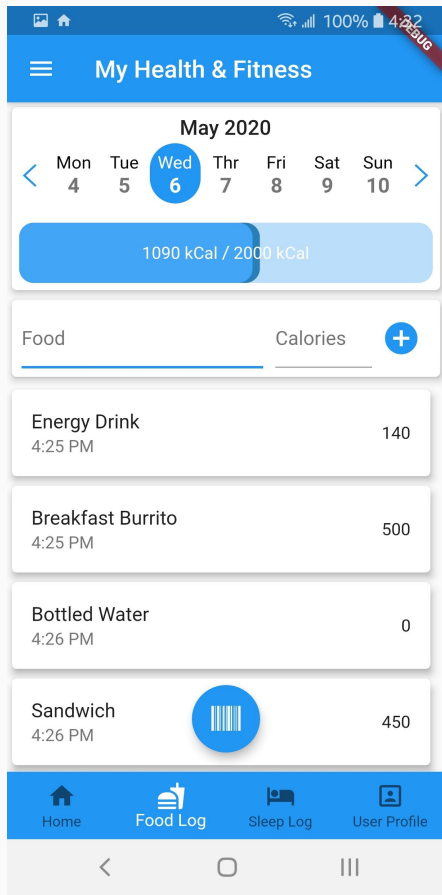 100% 4:32
DEBUG
My Health & Fitness
May 2020
Mon Tue Wed Thr Fri Sat Sun
4 5 6 7 8 9 10
1090 kCal / 2000 kCal
Food Calories
Energy Drink
4:25 PM
140
Breakfast Burrito
4:25 PM
500
Bottled Water
4:26 PM
0
Sandwich
4:26 PM
450
Home Food Log Sleep Log User Profile